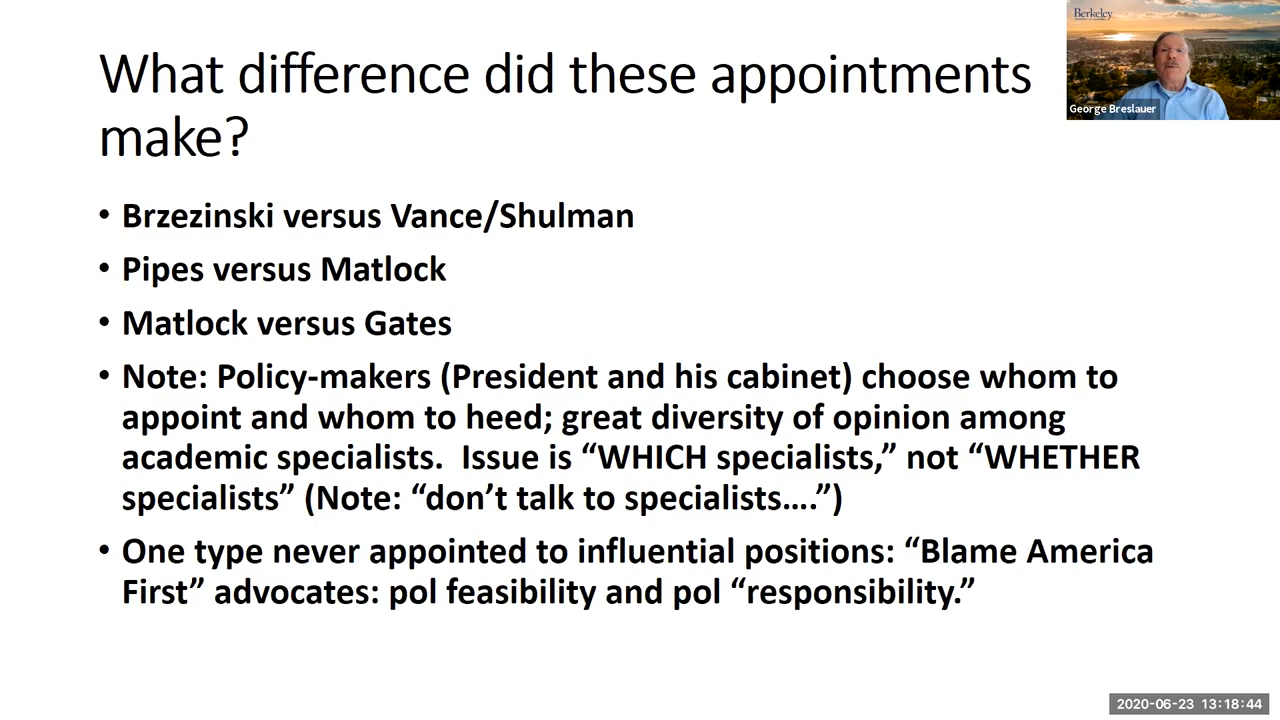 What difference did these appointments
make?
• Brzezinski versus Vance/Shulman
• Pipes versus Matlock
• Matlock versus Gates
• Note: Policy-makers (President and his cabinet) choose whom to
appoint and whom to heed; great diversity of opinion among
academic specialists.  Issue is “WHICH specialists,” not “WHETHER
specialists” (Note: “don’t talk to specialists….”)
• One type never appointed to influential positions: “Blame America
First” advocates: pol feasibility and pol “responsibility.”
Berkeley
George Breslauer
2020-06-23 13:18:44